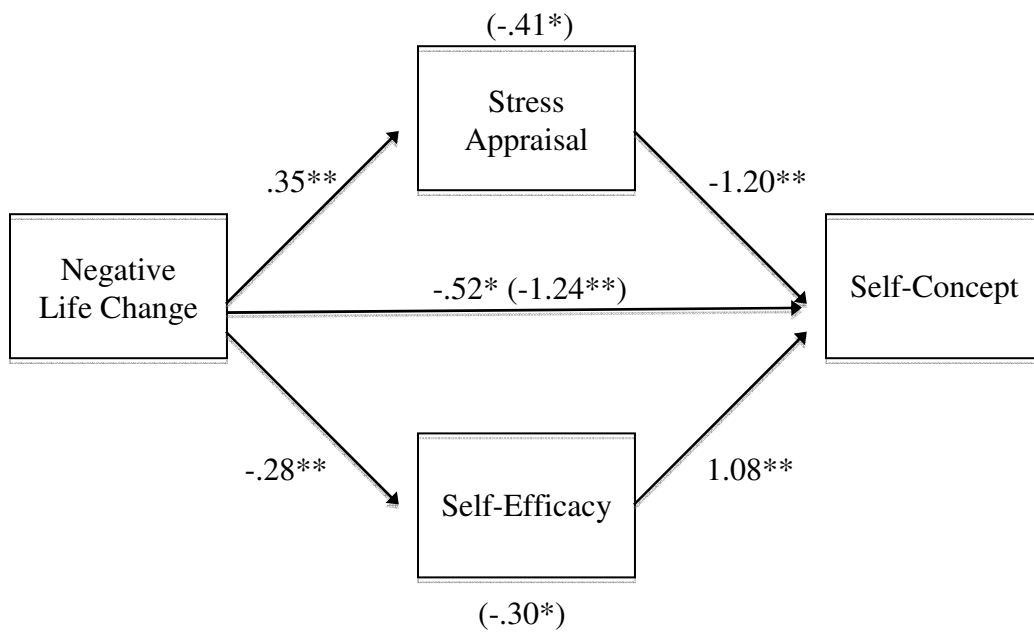 (-.41*)
Stress
Appraisal
.35**
-1.20**
Negative
Life Change
-.52* (-1.24**)
Self-Concept
-.28**
1.08**
Self-Efficacy
(-.30*)